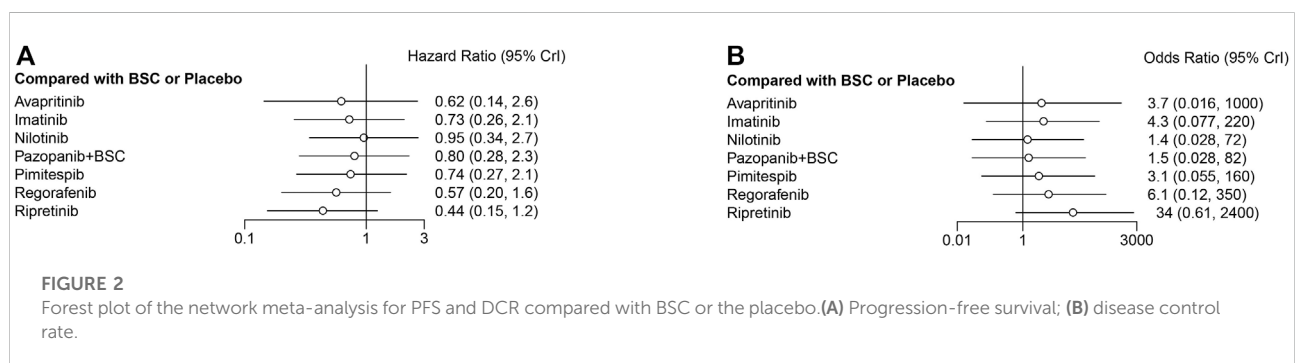 A
Hazard Ratio (95% CrI)
Compared with BSC or Placebo
Avapritinib 0.62 (0.14, 2.6)
Imatinib 0.73 (0.26, 2.1)
Nilotinib 0.95 (0.34, 2.7)
Pazopanib+BSC 0.80 (0.28, 2.3)
Pimitespib 0.74 (0.27, 2.1)
Regorafenib 0.57 (0.20, 1.6)
Ripretinib 0.44 (0.15, 1.2)
0.1 1 3
B
Odds Ratio (95% CrI)
Compared with BSC or Placebo
Avapritinib 3.7 (0.016, 1000)
Imatinib 4.3 (0.077, 220)
Nilotinib 1.4 (0.028, 72)
Pazopanib+BSC 1.5 (0.028, 82)
Pimitespib 3.1 (0.055, 160)
Regorafenib 6.1 (0.12, 350)
Ripretinib 34 (0.61, 2400)
0.01 1 3000
FIGURE 2
Forest plot of the network meta-analysis for PFS and DCR compared with BSC or the placebo.(A) Progression-free survival; (B) disease control
rate.